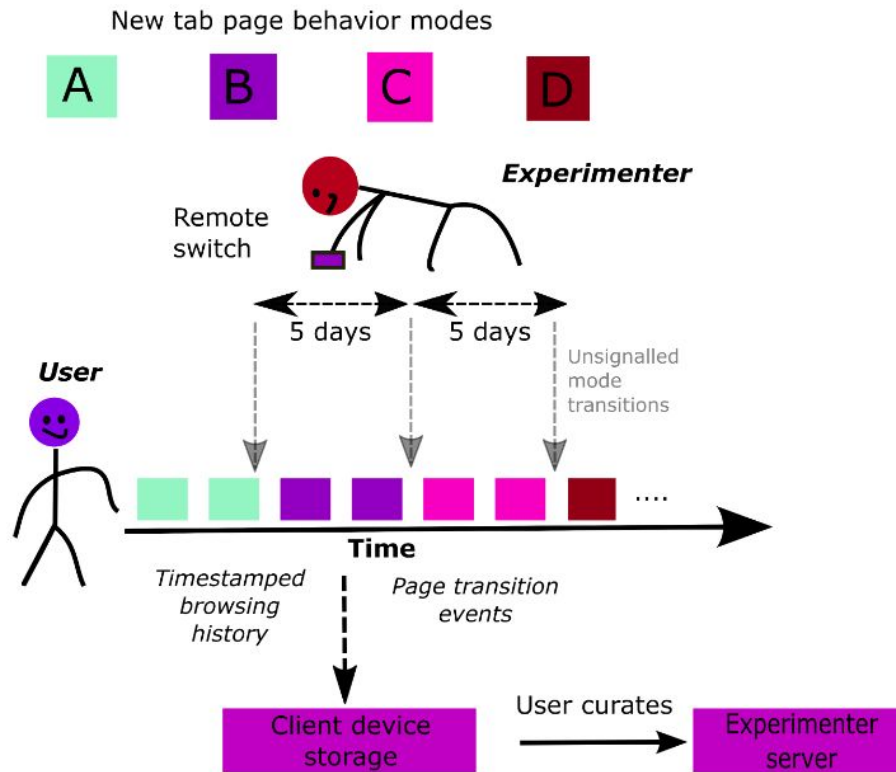 New tab page behavior modes
A
B
C
D
Experimenter
Remote
switch
5 days
5 days
Unsignalled
mode
transitions
User
....
Time
Timestamped
browsing
history
Page transition
events
Client device
storage
User curates
Experimenter
server